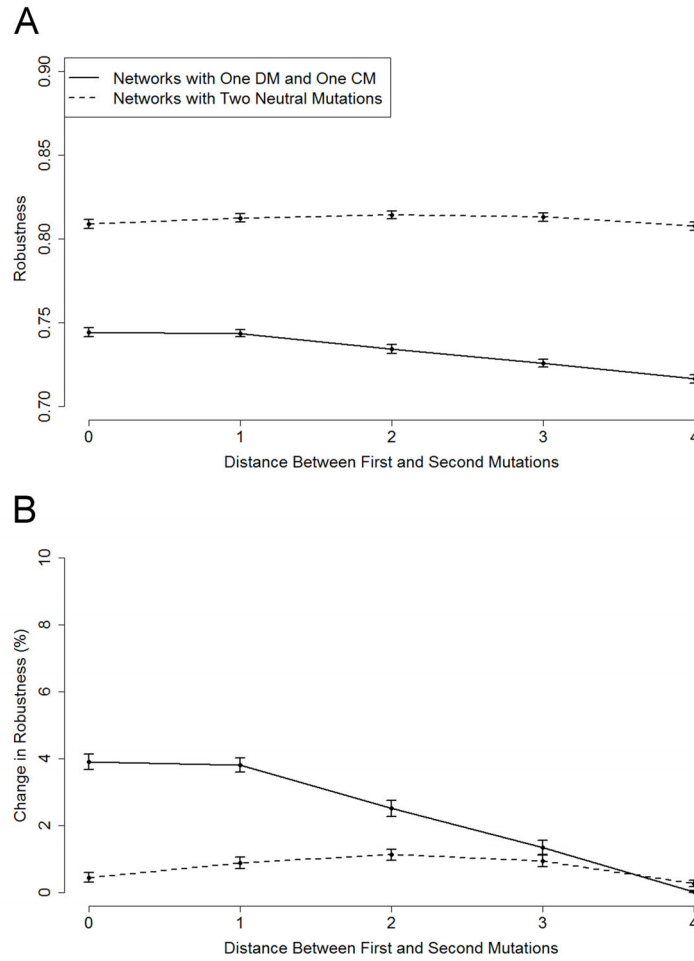 A
Networks with One DM and One CM
Networks with Two Neutral Mutations
Robustness
0.90
0.85
0.80
0.75
0.70
0 1 2 3 4
Distance Between First and Second Mutations
B
Change in Robustness (%)
10
8
6
4
2
0
0 1 2 3 4
Distance Between First and Second Mutations